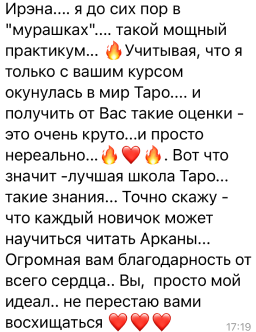 Ирэна.... я до сих пор в
"мурашках".... такой мощный
практикум... 🔥Учитывая, что я
только с вашим курсом
окунулась в мир Таро.... и
получить от Вас такие оценки -
это очень круто...и просто
нереально...🔥❤️🔥. Вот что
значит -лучшая школа Таро...
такие знания... Точно скажу -
что каждый новичок может
научиться читать Арканы...
Огромная вам благодарность от
всего сердца.. Вы,  просто мой
идеал.. не перестаю вами
восхищаться ❤️❤️❤️
17:19